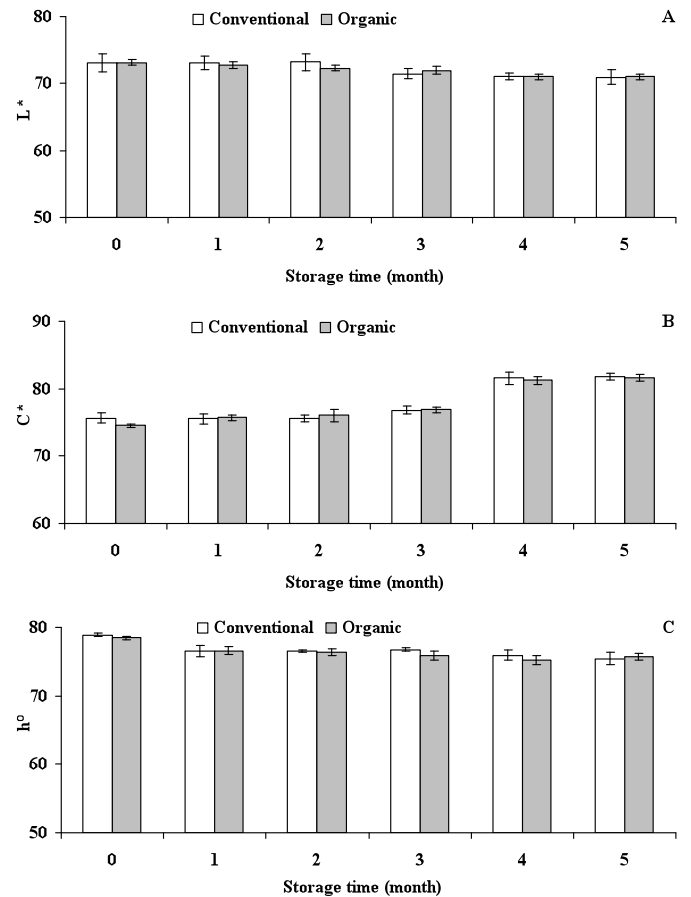 Conventional Organic A
80
70
60
50
L*
0 1 2 3 4 5
Storage time (month)
Conventional Organic B
90
80
70
60
C*
0 1 2 3 4 5
Storage time (month)
Conventional Organic C
80
70
60
50
h°
0 1 2 3 4 5
Storage time (month)